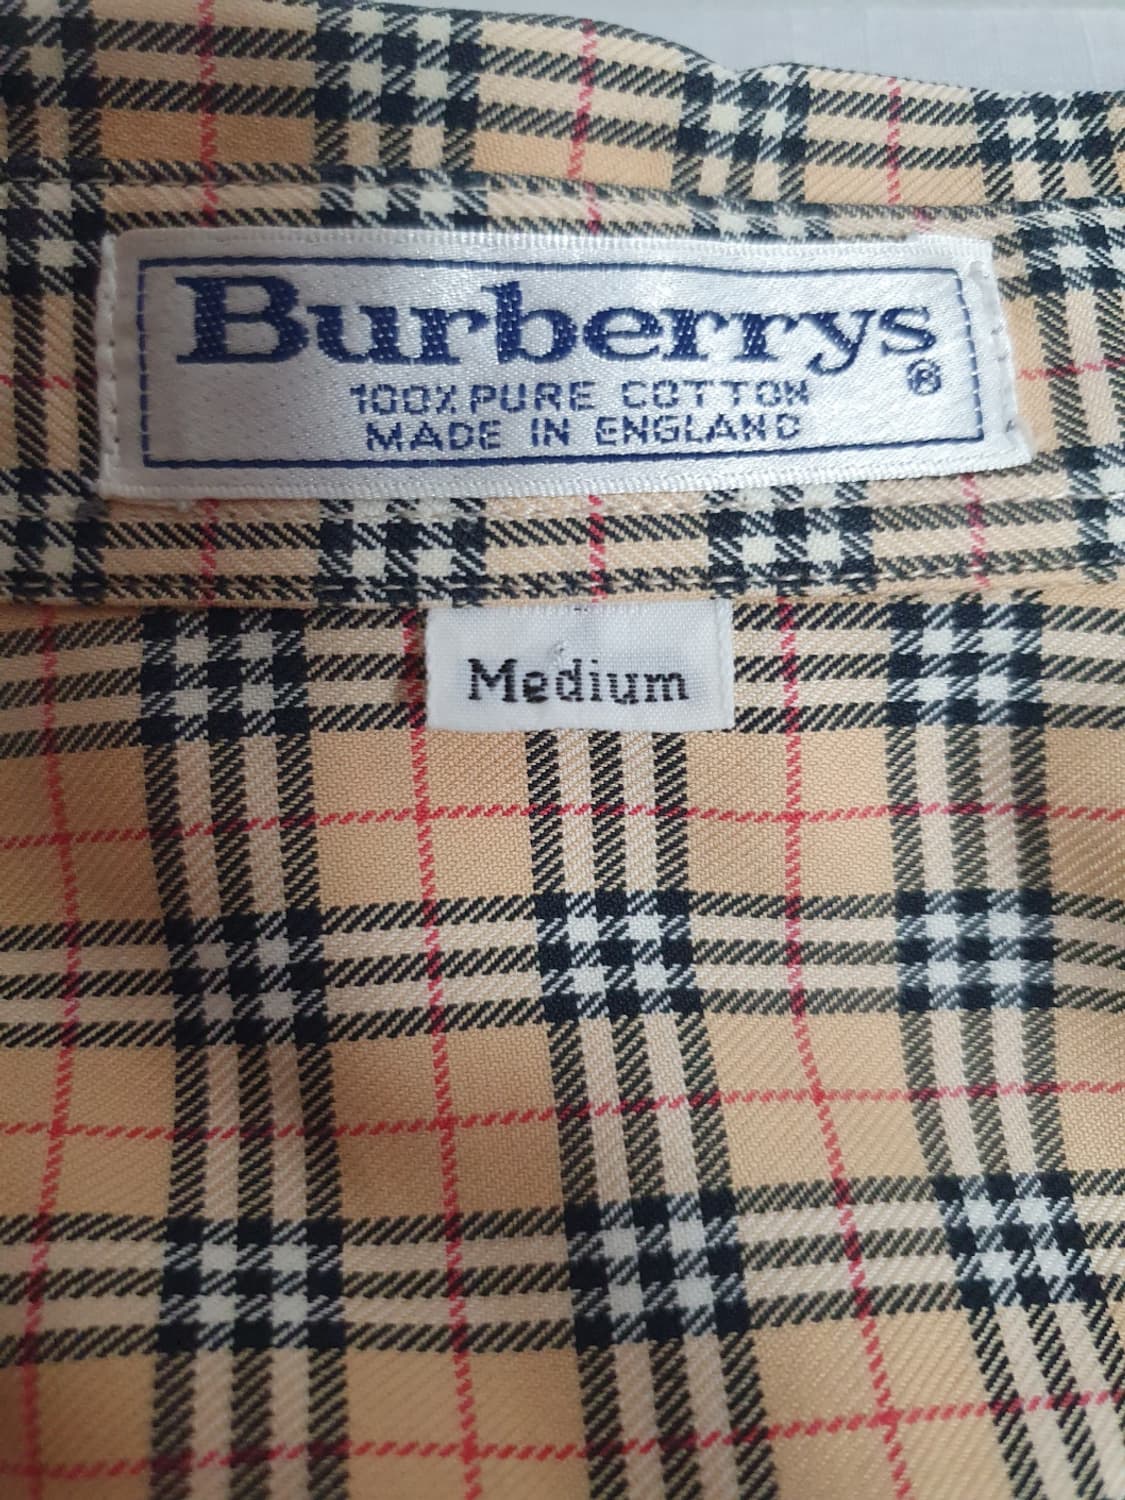 Burberrys®
100% PURE COTTON
MADE IN ENGLAND
Medium